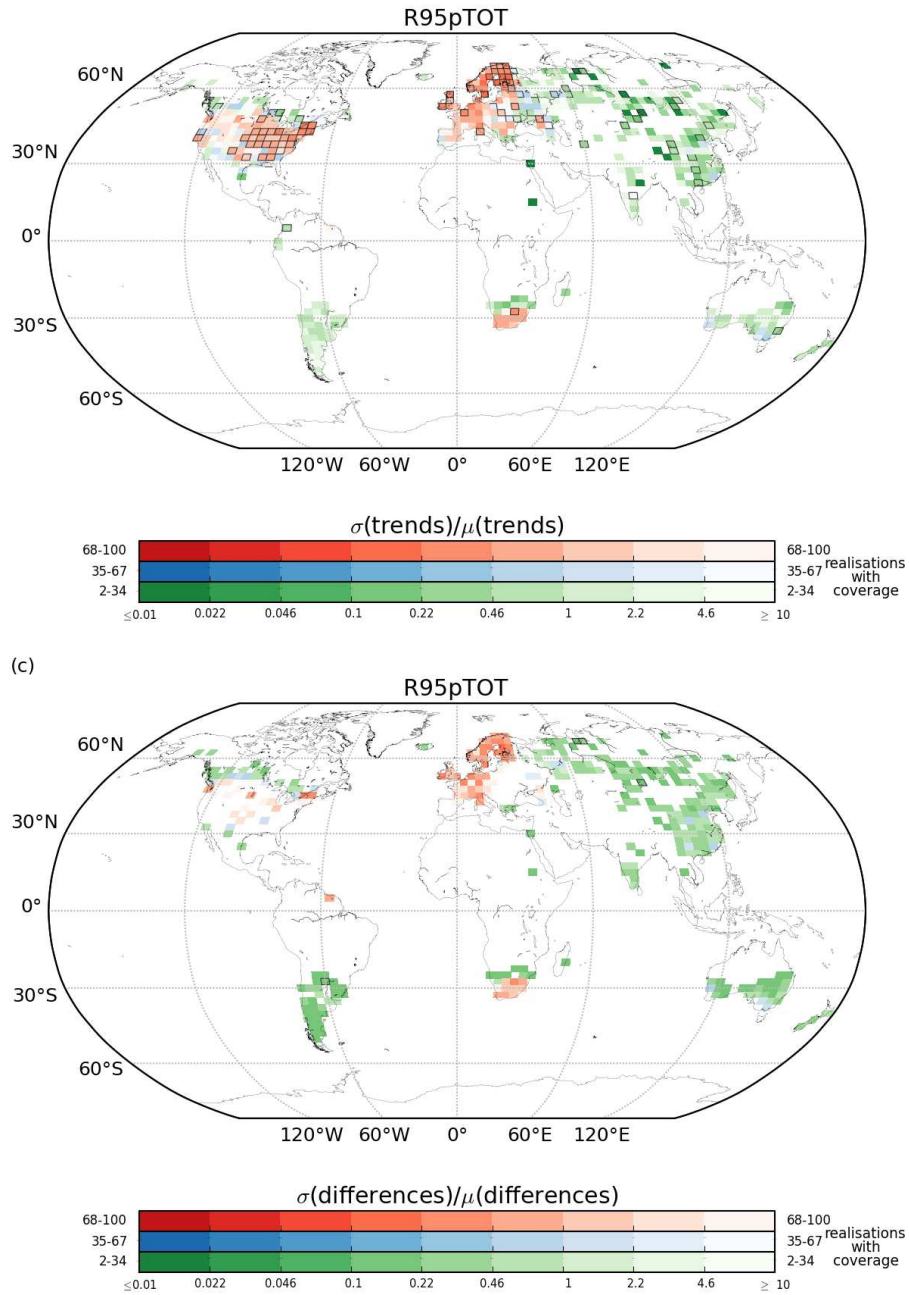 R95pTOT
60°N
30°N
0°
30°S
60°S
120°W 60°W 0° 60°E 120°E
σ(trends)/μ(trends)
68-100 68-100
35-67 35-67 realisations
with
2-34 2-34 coverage
≤0.01 0.022 0.046 0.1 0.22 0.46 1 2.2 4.6 ≥ 10
(c)
R95pTOT
60°N
30°N
0°
30°S
60°S
120°W 60°W 0° 60°E 120°E
σ(differences)/μ(differences)
68-100 68-100
35-67 35-67 realisations
with
2-34 2-34 coverage
≤0.01 0.022 0.046 0.1 0.22 0.46 1 2.2 4.6 ≥ 10